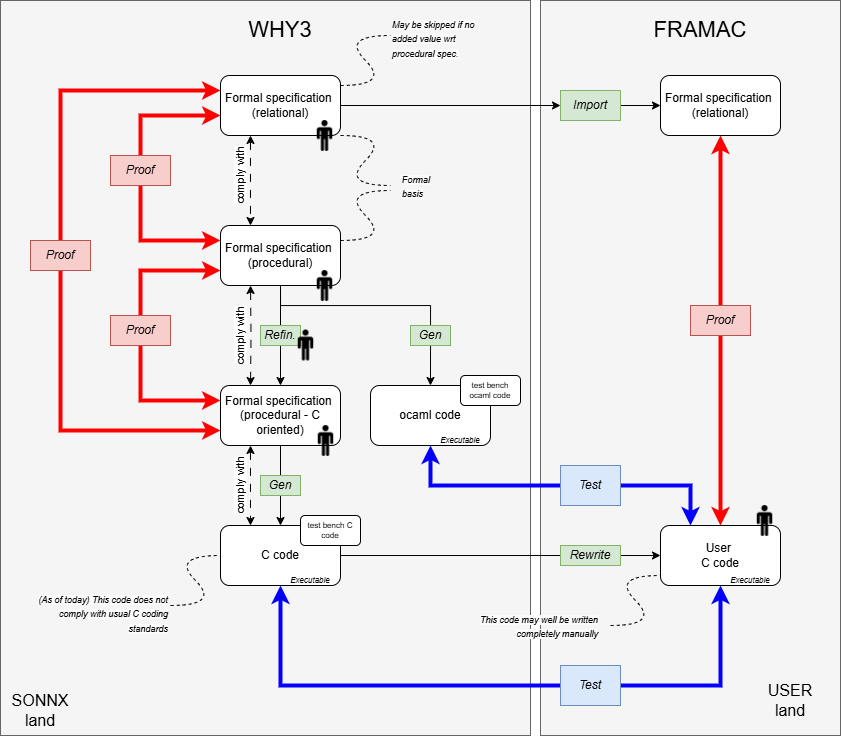 WHY3
FRAMAC
May be skipped if no
added value wrt
procedural spec.
Formal specification
(relational)
Import
Formal specification
(relational)
Proof
comply with
Formal
basis
Proof
Formal specification
(procedural)
Proof
comply with
Refin.
Gen
Proof
Formal specification
(procedural - C
oriented)
test bench
ocaml code
ocaml code
Executable
comply with
Gen
Test
test bench C
code
C code
Executable
Rewrite
User
C code
Executable
(As of today) This code does not
comply with usual C coding
standards
This code may well be written
completely manually
Test
SONNX
land
USER
land